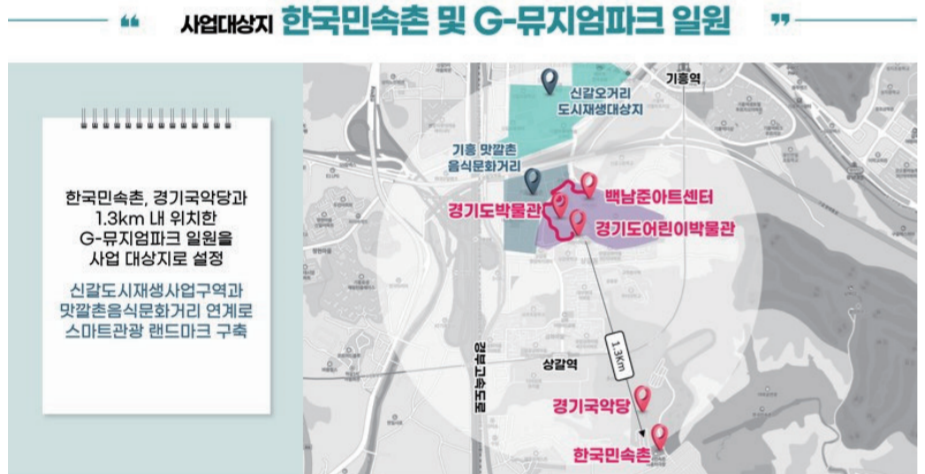 사업대상지 한국민속촌 및 G-뮤지엄파크 일원
한국민속촌, 경기국악당과
1.3km 내 위치한
G-뮤지엄파크 일원을
사업 대상지로 설정
신갈도시재생사업구역과
맛깔촌음식문화거리 연계로
스마트관광 랜드마크 구축
기흥역
신갈오거리
도시재생대상지
기흥 맛깔촌
음식문화거리
백남준아트센터
경기도박물관
경기도어린이박물관
1.3Km
경부고속도로
상갈역
경기국악당
한국민속촌